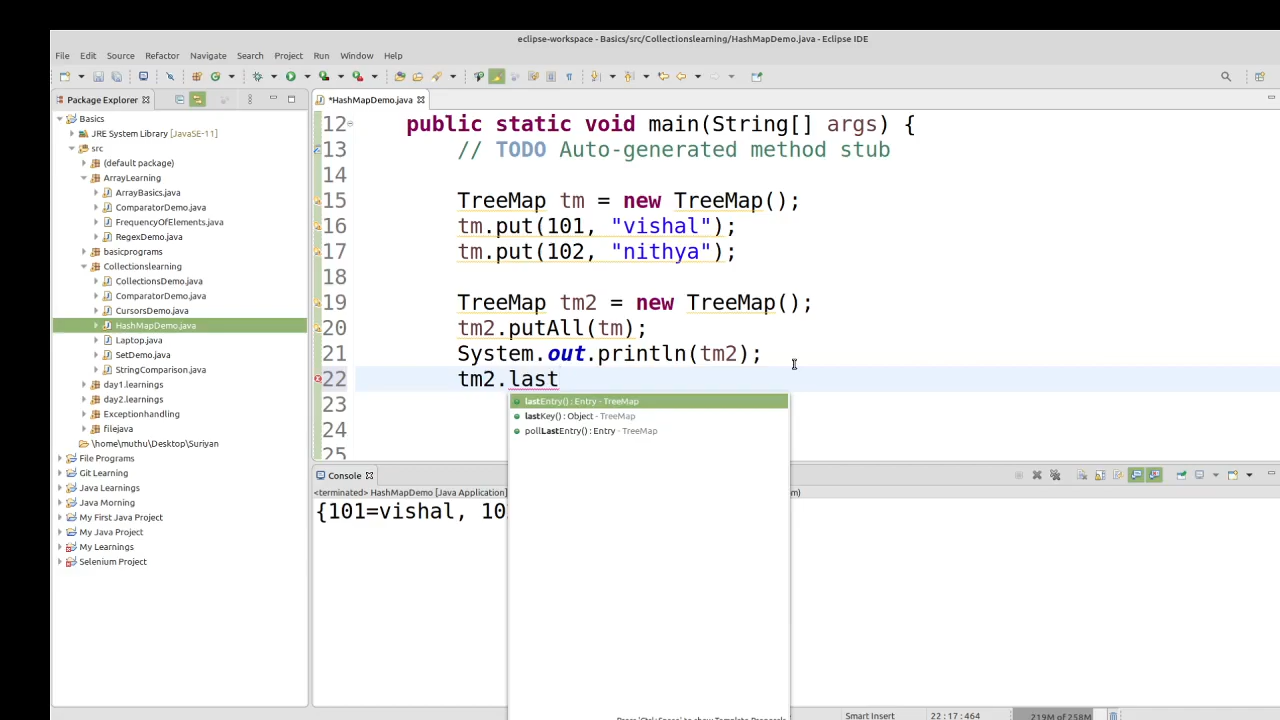 eclipse-workspace - Basics/src/Collectionslearning/HashMapDemo.java - Eclipse IDE
File Edit Source Refactor Navigate Search Project Run Window Help
Package Explorer
*HashMapDemo.java
Basics
JRE System Library [JavaSE-11]
src
(default package)
ArrayLearning
ArrayBasics.java
ComparatorDemo.java
FrequencyOfElements.java
RegexDemo.java
basicprograms
Collectionslearning
CollectionsDemo.java
ComparatorDemo.java
CursorsDemo.java
HashMapDemo.java
Laptop.java
SetDemo.java
StringComparison.java
day1.learnings
day2.learnings
Exceptionhandling
filejava
\home\muthu\Desktop\Suriyan
File Programs
Git Learning
Java Learnings
Java Morning
My First Java Project
My Java Project
My Learnings
Selenium Project
12 public static void main(String[] args) {
13 // TODO Auto-generated method stub
14
15 TreeMap tm = new TreeMap();
16 tm.put(101, "vishal");
17 tm.put(102, "nithya");
18
19 TreeMap tm2 = new TreeMap();
20 tm2.putAll(tm);
21 System.out.println(tm2);
22 tm2.last
23
24
25
lastEntry() : Entry - TreeMap
lastKey() : Object - TreeMap
pollLastEntry() : Entry - TreeMap
Console
<terminated> HashMapDemo [Java Application]
{101=vishal, 10
Smart Insert 22 : 17 : 464 219M of 258M